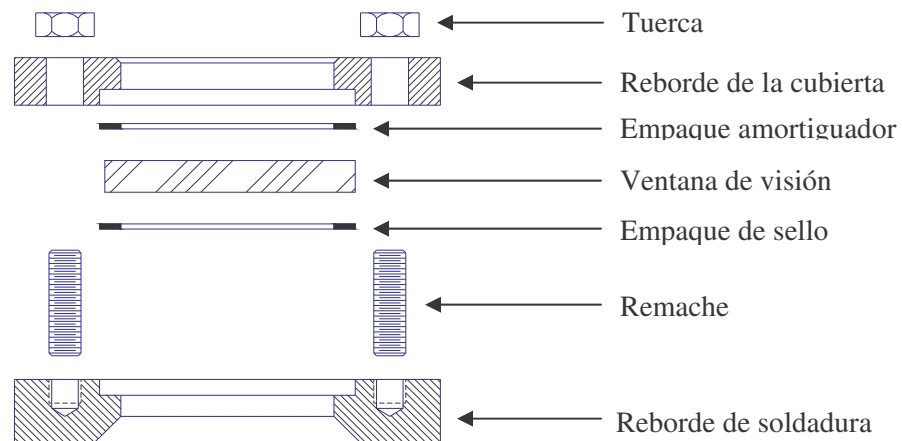 Tuerca
Reborde de la cubierta
Empaque amortiguador
Ventana de visión
Empaque de sello
Remache
Reborde de soldadura